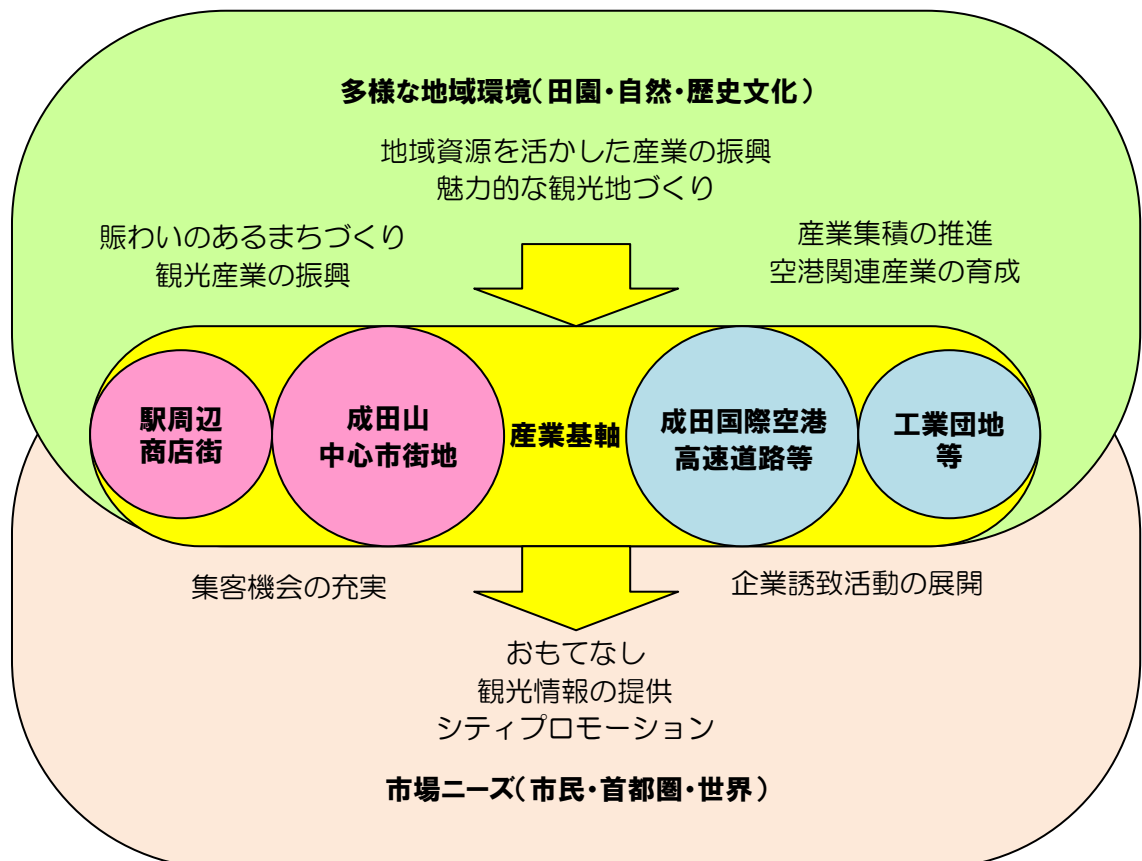 多様な地域環境（田園・自然・歴史文化）
地域資源を活かした産業の振興
魅力的な観光地づくり
賑わいのあるまちづくり
観光産業の振興
産業集積の推進
空港関連産業の育成
駅周辺
商店街
成田山
中心市街地
産業基軸
成田国際空港
高速道路等
工業団地
等
集客機会の充実
企業誘致活動の展開
おもてなし
観光情報の提供
シティプロモーション
市場ニーズ（市民・首都圏・世界）